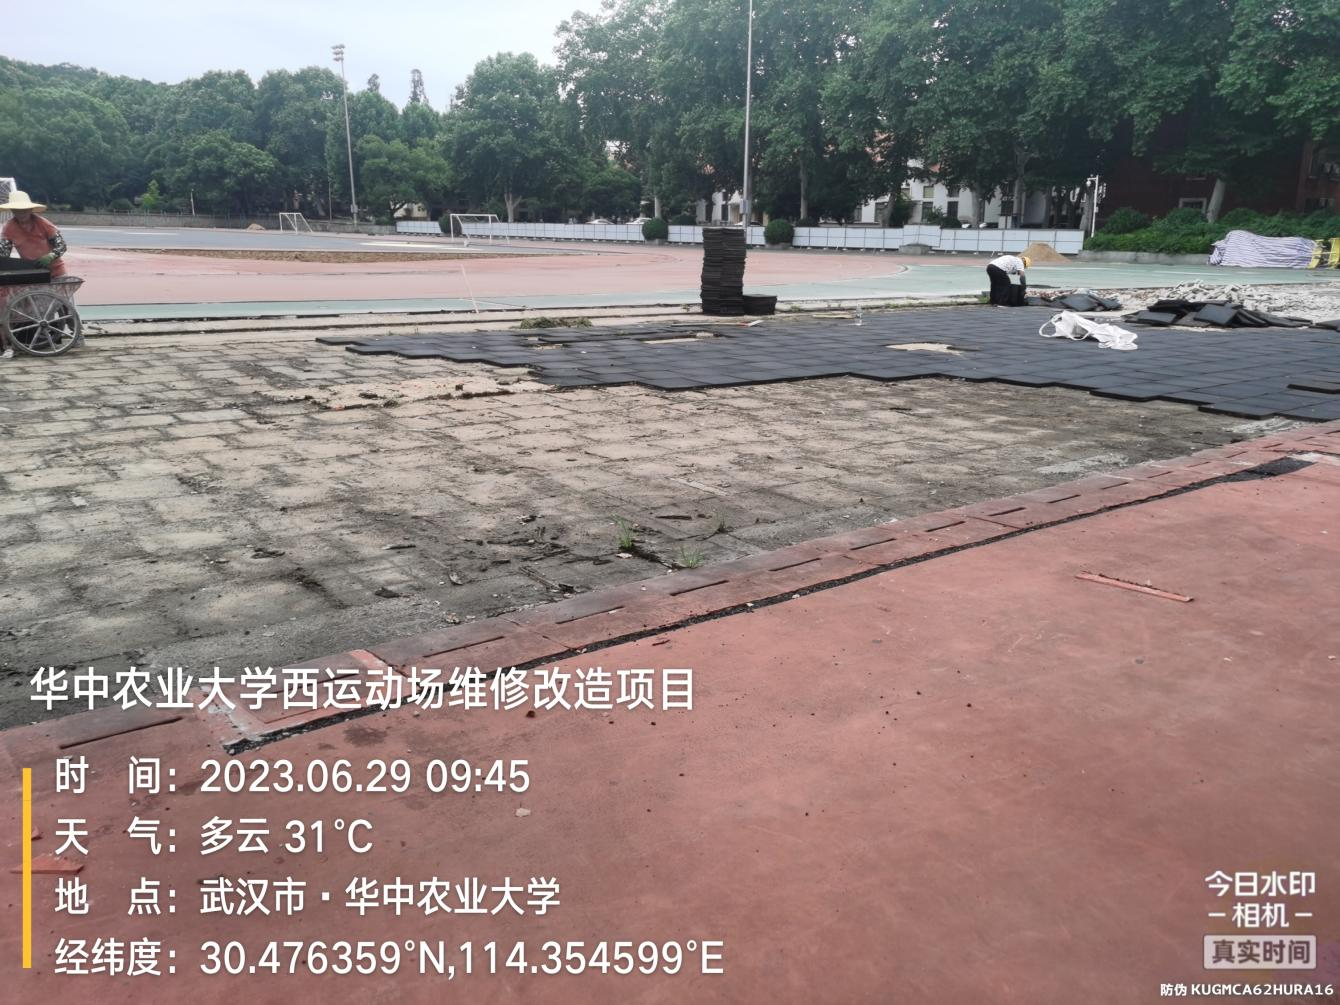 华中农业大学西运动场维修改造项目
时 间：2023.06.29 09:45
天 气：多云 31°C
地 点：武汉市·华中农业大学
经纬度：30.476359°N,114.354599°E
今日水印
相机
真实时间
防伪 KUGMCA62HURA16